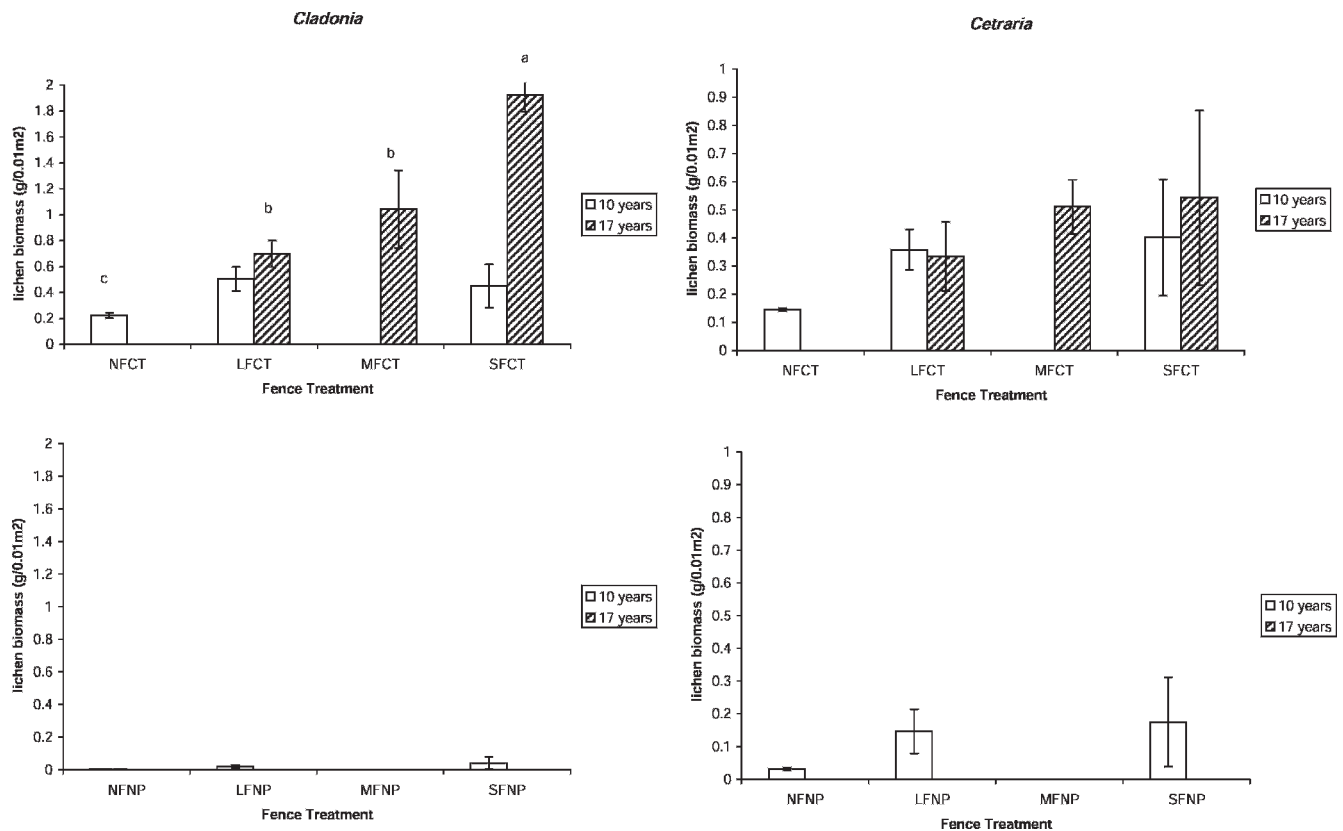 Cladonia
a
2
1.8
1.6
1.4
1.2
1
0.8
0.6
0.4
0.2
0
lichen biomass (g/0.01m2)
c
b
b
NFCT LFCT MFCT SFCT
Fence Treatment
10 years
17 years
Cetraria
1
0.9
0.8
0.7
0.6
0.5
0.4
0.3
0.2
0.1
0
lichen biomass (g/0.01m2)
NFCT LFCT MFCT SFCT
Fence Treatment
10 years
17 years
2
1.8
1.6
1.4
1.2
1
0.8
0.6
0.4
0.2
0
lichen biomass (g/0.01m2)
NFNP LFNP MFNP SFNP
Fence Treatment
10 years
17 years
1
0.9
0.8
0.7
0.6
0.5
0.4
0.3
0.2
0.1
0
lichen biomass (g/0.01m2)
NFNP LFNP MFNP SFNP
Fence Treatment
10 years
17 years